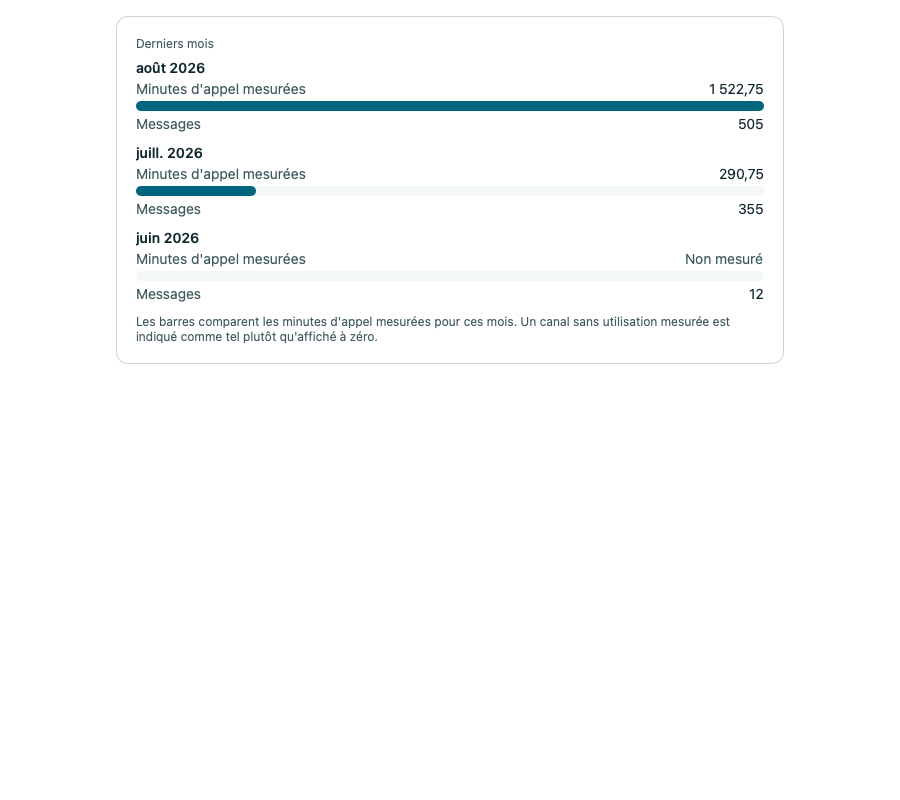 Derniers mois
août 2026
Minutes d'appel mesurées 1 522,75
Messages 505
juill. 2026
Minutes d'appel mesurées 290,75
Messages 355
juin 2026
Minutes d'appel mesurées Non mesuré
Messages 12
Les barres comparent les minutes d'appel mesurées pour ces mois. Un canal sans utilisation mesurée est
indiqué comme tel plutôt qu'affiché à zéro.